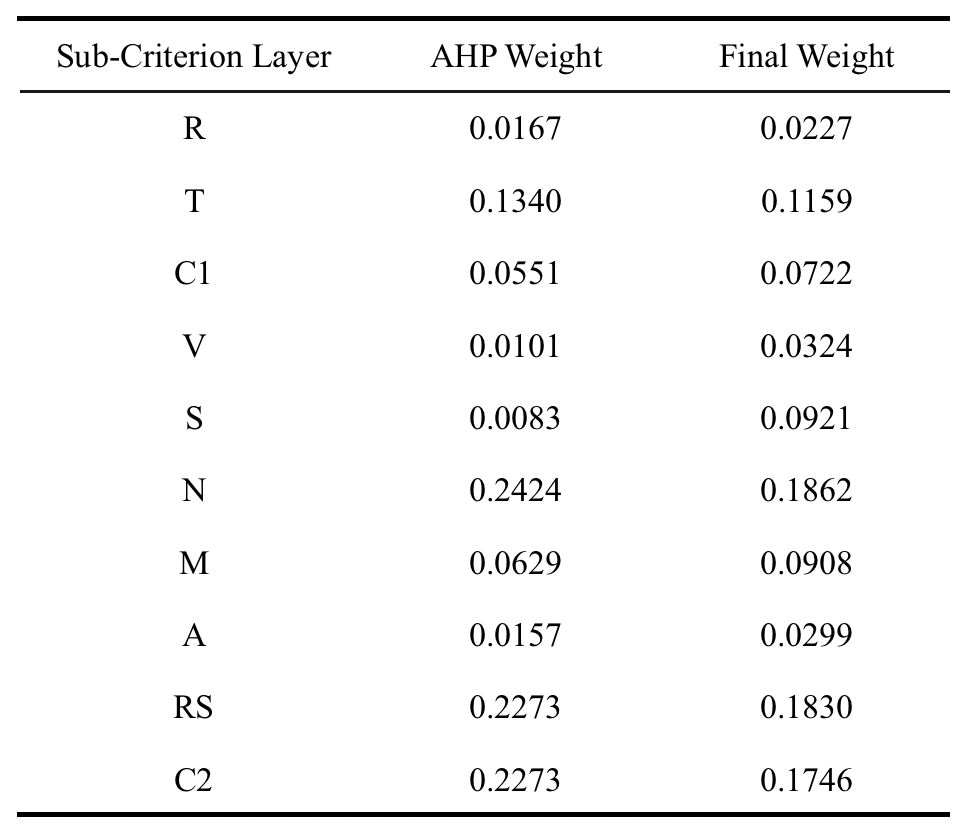 Sub-Criterion Layer AHP Weight Final Weight
R 0.0167 0.0227
T 0.1340 0.1159
C1 0.0551 0.0722
V 0.0101 0.0324
S 0.0083 0.0921
N 0.2424 0.1862
M 0.0629 0.0908
A 0.0157 0.0299
RS 0.2273 0.1830
C2 0.2273 0.1746